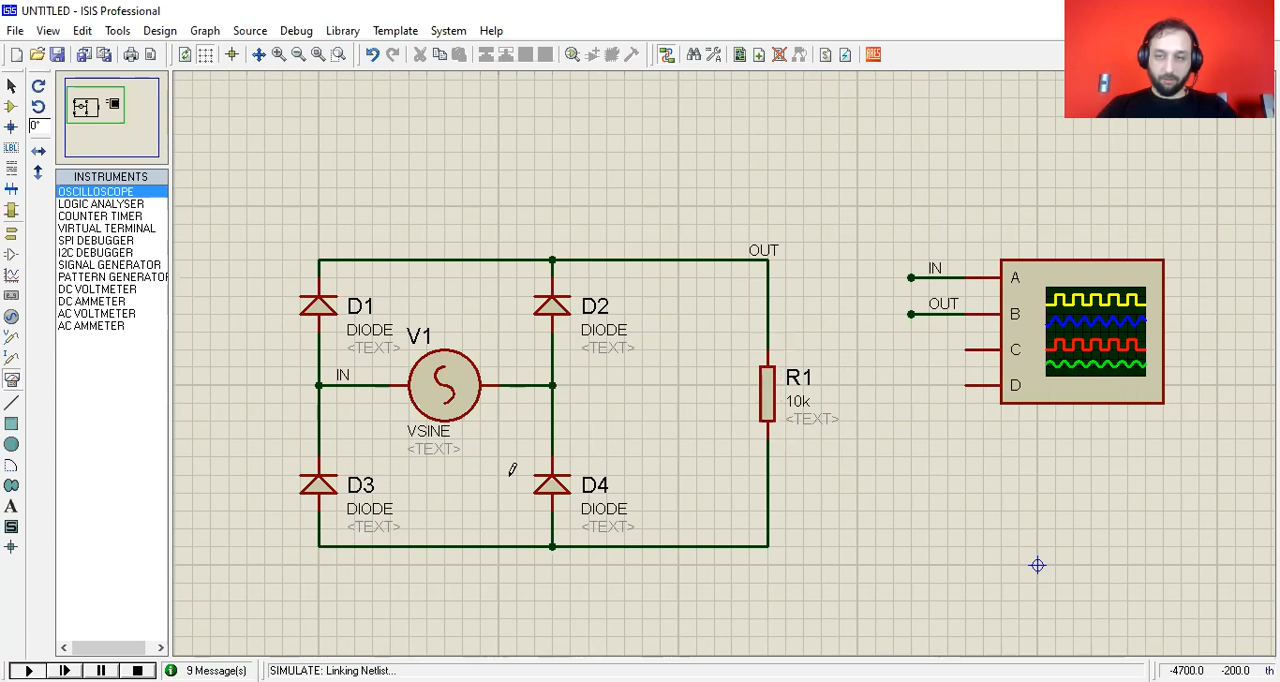 UNTITLED - ISIS Professional
File View Edit Tools Design Graph Source Debug Library Template System Help
ARES
0°
LBL
INSTRUMENTS
OSCILLOSCOPE
LOGIC ANALYSER
COUNTER TIMER
VIRTUAL TERMINAL
SPI DEBUGGER
I2C DEBUGGER
SIGNAL GENERATOR
PATTERN GENERATOR
DC VOLTMETER
DC AMMETER
AC VOLTMETER
AC AMMETER
OUT
D1
DIODE
<TEXT>
D2
DIODE
<TEXT>
V1
IN
VSINE
<TEXT>
R1
10k
<TEXT>
D3
DIODE
<TEXT>
D4
DIODE
<TEXT>
IN
OUT
A
B
C
D
9 Message(s)
SIMULATE: Linking Netlist...
-4700.0 -200.0 th